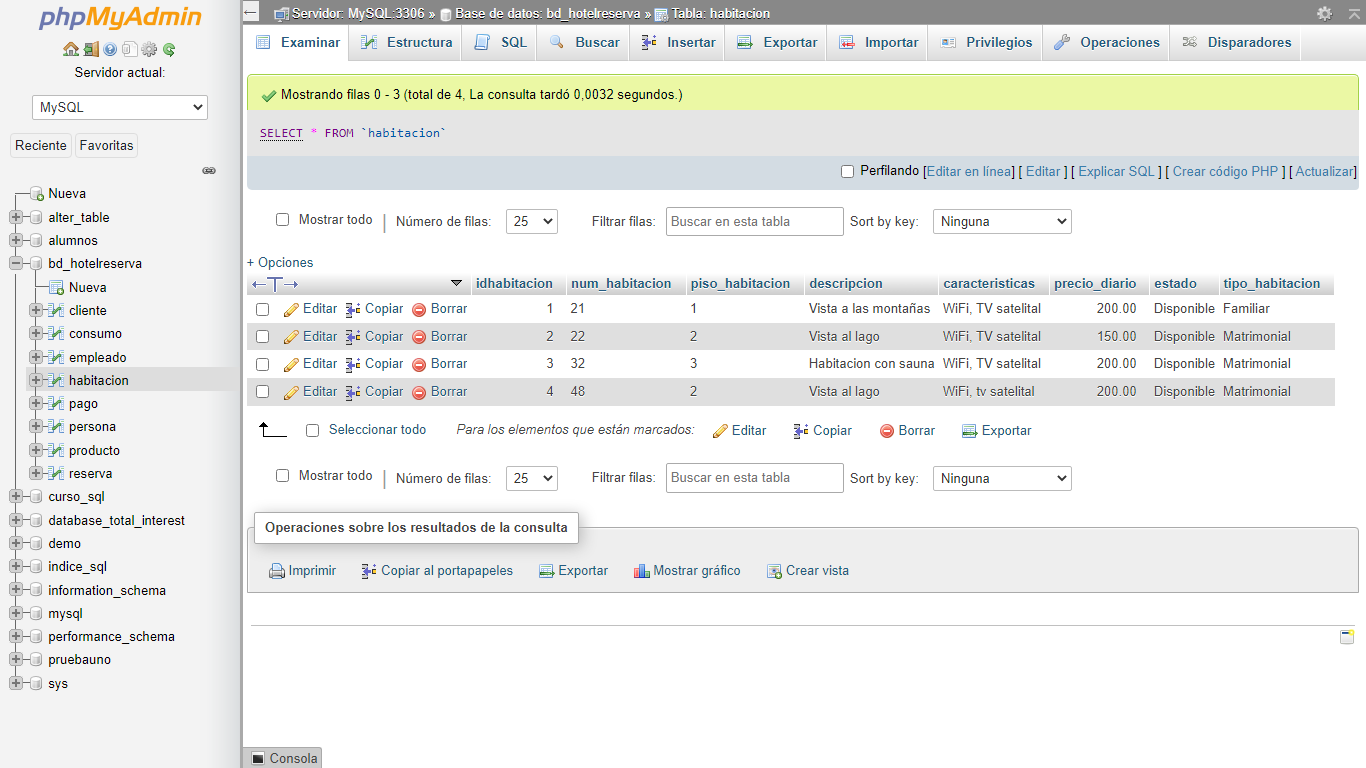 phpMyAdmin
Servidor actual:
MySQL
Reciente Favoritas
Nueva
alter_table
alumnos
bd_hotelreserva
Nueva
cliente
consumo
empleado
habitacion
pago
persona
producto
reserva
curso_sql
database_total_interest
demo
indice_sql
information_schema
mysql
performance_schema
pruebauno
sys
Servidor: MySQL:3306 » Base de datos: bd_hotelreserva » Tabla: habitacion
Examinar Estructura SQL Buscar Insertar Exportar Importar Privilegios Operaciones Disparadores
Mostrando filas 0 - 3 (total de 4, La consulta tardó 0,0032 segundos.)
SELECT * FROM `habitacion`
Perfilando [Editar en línea] [ Editar ] [ Explicar SQL ] [ Crear código PHP ] [ Actualizar]
Mostrar todo | Número de filas: 25 Filtrar filas: Buscar en esta tabla Sort by key: Ninguna
+ Opciones
←T→ idhabitacion num_habitacion piso_habitacion descripcion caracteristicas precio_diario estado tipo_habitacion
Editar Copiar Borrar 1 21 1 Vista a las montañas WiFi, TV satelital 200.00 Disponible Familiar
Editar Copiar Borrar 2 22 2 Vista al lago WiFi, TV satelital 150.00 Disponible Matrimonial
Editar Copiar Borrar 3 32 3 Habitacion con sauna WiFi, TV satelital 200.00 Disponible Matrimonial
Editar Copiar Borrar 4 48 2 Vista al lago WiFi, tv satelital 200.00 Disponible Matrimonial
Seleccionar todo Para los elementos que están marcados: Editar Copiar Borrar Exportar
Mostrar todo | Número de filas: 25 Filtrar filas: Buscar en esta tabla Sort by key: Ninguna
Operaciones sobre los resultados de la consulta
Imprimir Copiar al portapapeles Exportar Mostrar gráfico Crear vista
Consola